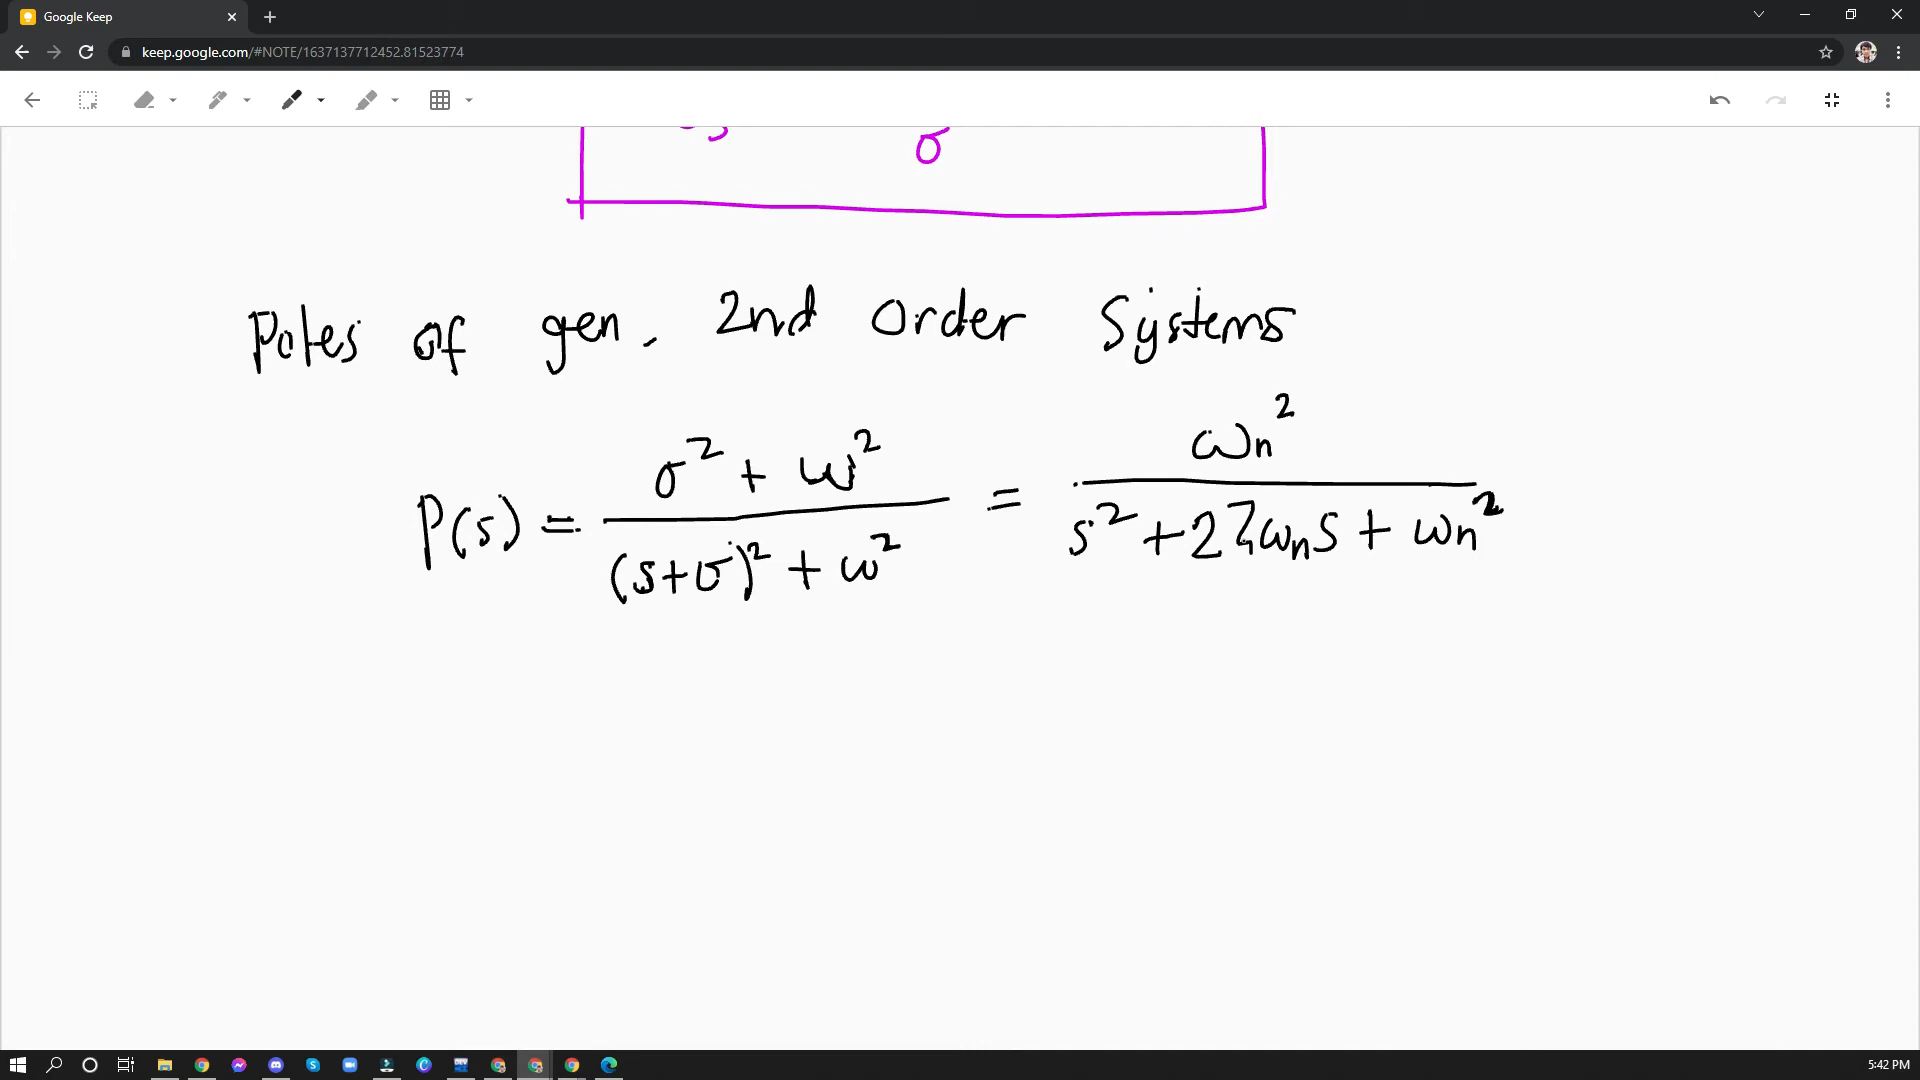 Google Keep
keep.google.com/#NOTE/1637137712452.81523774
σ
Poles of gen. 2nd Order Systems
P(s) = (σ² + ω²) / ((s+σ)² + ω²) = ωn² / (s² + 2ζωns + ωn²)
5:42 PM